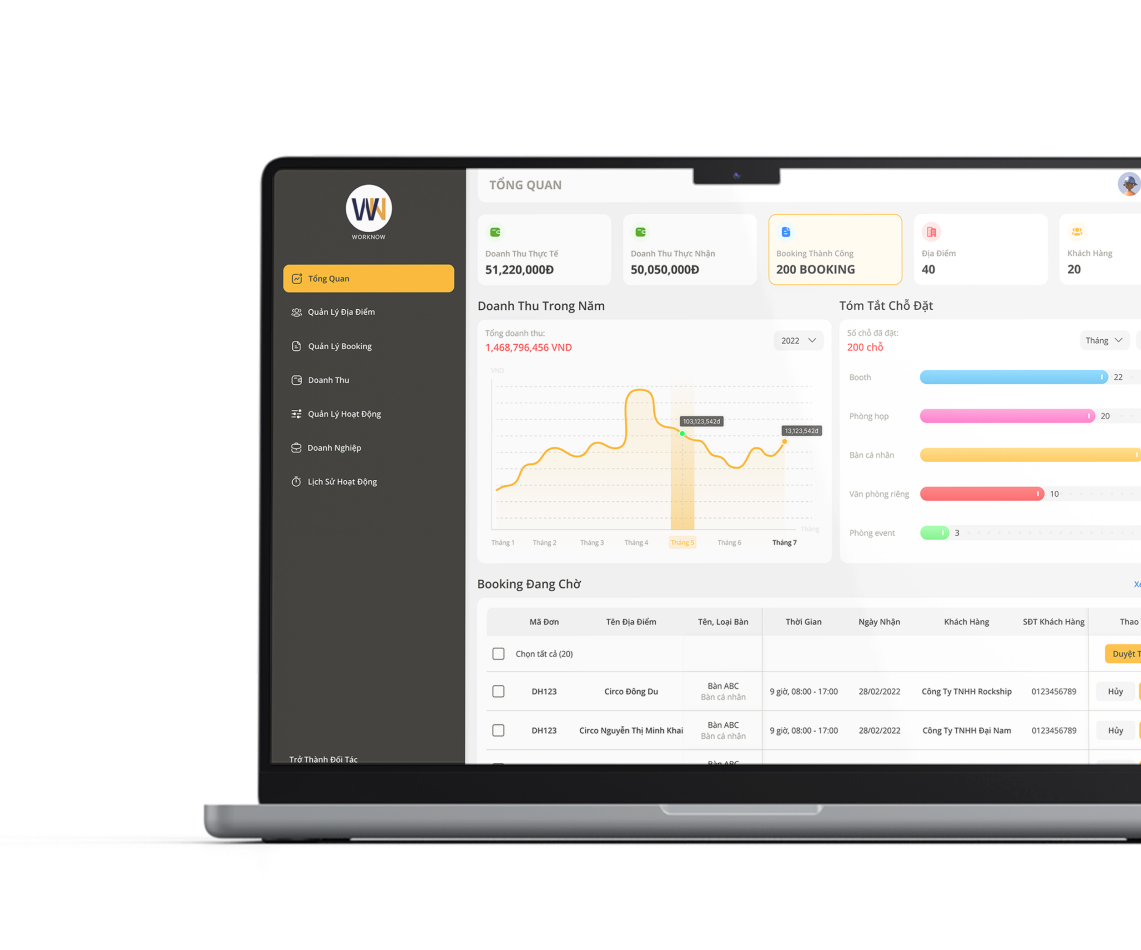 WORKNOW
Tổng Quan
Quản Lý Địa Điểm
Quản Lý Booking
Doanh Thu
Quản Lý Hoạt Động
Doanh Nghiệp
Lịch Sử Hoạt Động
Trở Thành Đối Tác
TỔNG QUAN
Doanh Thu Thực Tế
51,220,000Đ
Doanh Thu Thực Nhận
50,050,000Đ
Booking Thành Công
200 BOOKING
Địa Điểm
40
Khách Hàng
20
Doanh Thu Trong Năm
Tổng doanh thu:
1,468,796,456 VND
2022
VND
103,123,542đ
13,123,542đ
Tháng
Tháng 1 Tháng 2 Tháng 3 Tháng 4 Tháng 5 Tháng 6 Tháng 7
Tóm Tắt Chỗ Đặt
Số chỗ đã đặt:
200 chỗ
Tháng
Booth 22
Phòng họp 20
Bàn cá nhân
Văn phòng riêng 10
Phòng event 3
Booking Đang Chờ
Mã Đơn Tên Địa Điểm Tên, Loại Bàn Thời Gian Ngày Nhận Khách Hàng SĐT Khách Hàng Thao
Chọn tất cả (20) Duyệt T
DH123 Circo Đông Du Bàn ABC 9 giờ, 08:00 - 17:00 28/02/2022 Công Ty TNHH Rockship 0123456789 Hủy
Bàn cá nhân
DH123 Circo Nguyễn Thị Minh Khai Bàn ABC 9 giờ, 08:00 - 17:00 28/02/2022 Công Ty TNHH Đại Nam 0123456789 Hủy
Bàn cá nhân
Bàn ABC